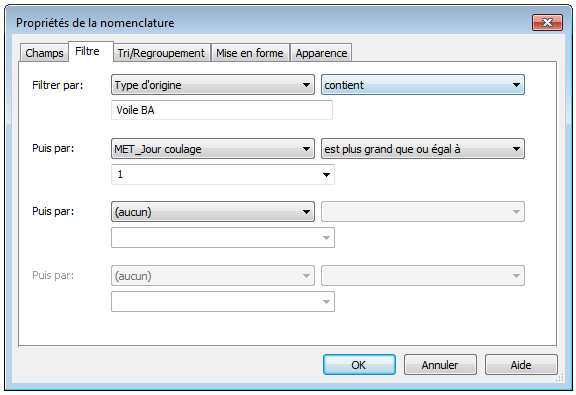 Propriétés de la nomenclature
Champs Filtre Tri/Regroupement Mise en forme Apparence
Filtrer par: Type d'origine contient
Voile BA
Puis par: MET_Jour coulage est plus grand que ou égal à
1
Puis par: (aucun)
Puis par: (aucun)
OK Annuler Aide